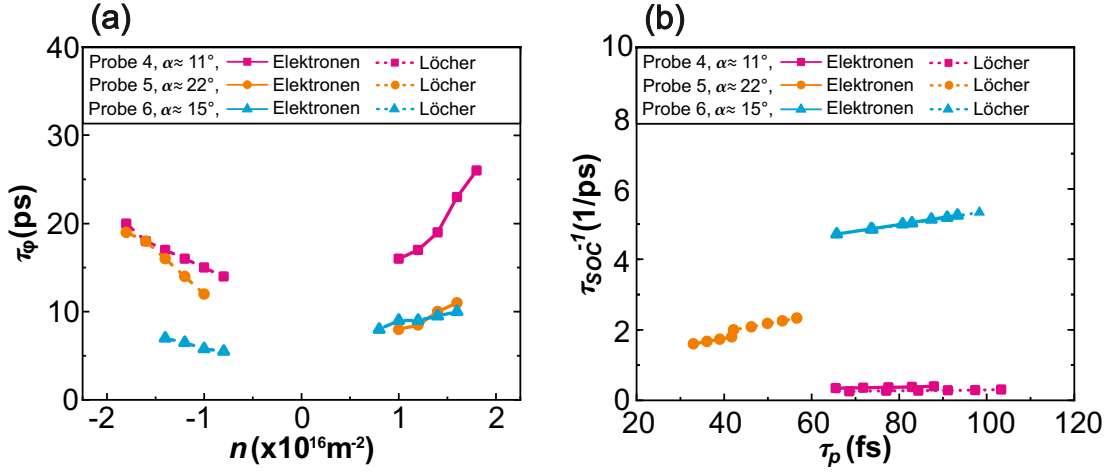 (a)
40
Probe 4, α≈ 11°, Elektronen Löcher
Probe 5, α≈ 22°, Elektronen Löcher
Probe 6, α≈ 15°, Elektronen Löcher
30
20
10
0
τφ(ps)
-2 -1 0 1 2
n(x10¹⁶m⁻²)
(b)
10
Probe 4, α≈ 11°, Elektronen Löcher
Probe 5, α≈ 22°, Elektronen Löcher
Probe 6, α≈ 15°, Elektronen Löcher
8
6
4
2
0
τSOC⁻¹(1/ps)
20 40 60 80 100 120
τp(fs)